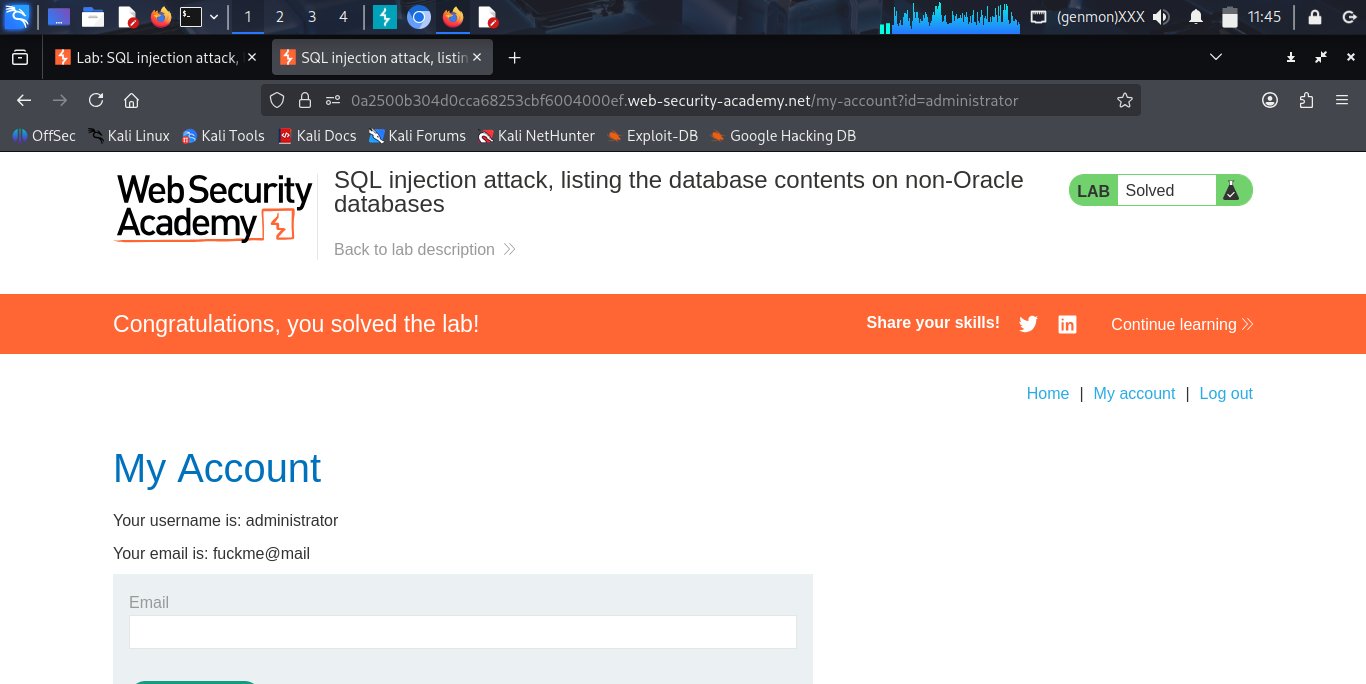 1 2 3 4 (genmon)XXX 11:45
Lab: SQL injection attack, SQL injection attack, listin
0a2500b304d0cca68253cbf6004000ef.web-security-academy.net/my-account?id=administrator
OffSec Kali Linux Kali Tools Kali Docs Kali Forums Kali NetHunter Exploit-DB Google Hacking DB
Web Security
Academy
SQL injection attack, listing the database contents on non-Oracle
databases
LAB Solved
Back to lab description
Congratulations, you solved the lab!
Share your skills!
Continue learning
Home | My account | Log out
My Account
Your username is: administrator
Your email is: fuckme@mail
Email